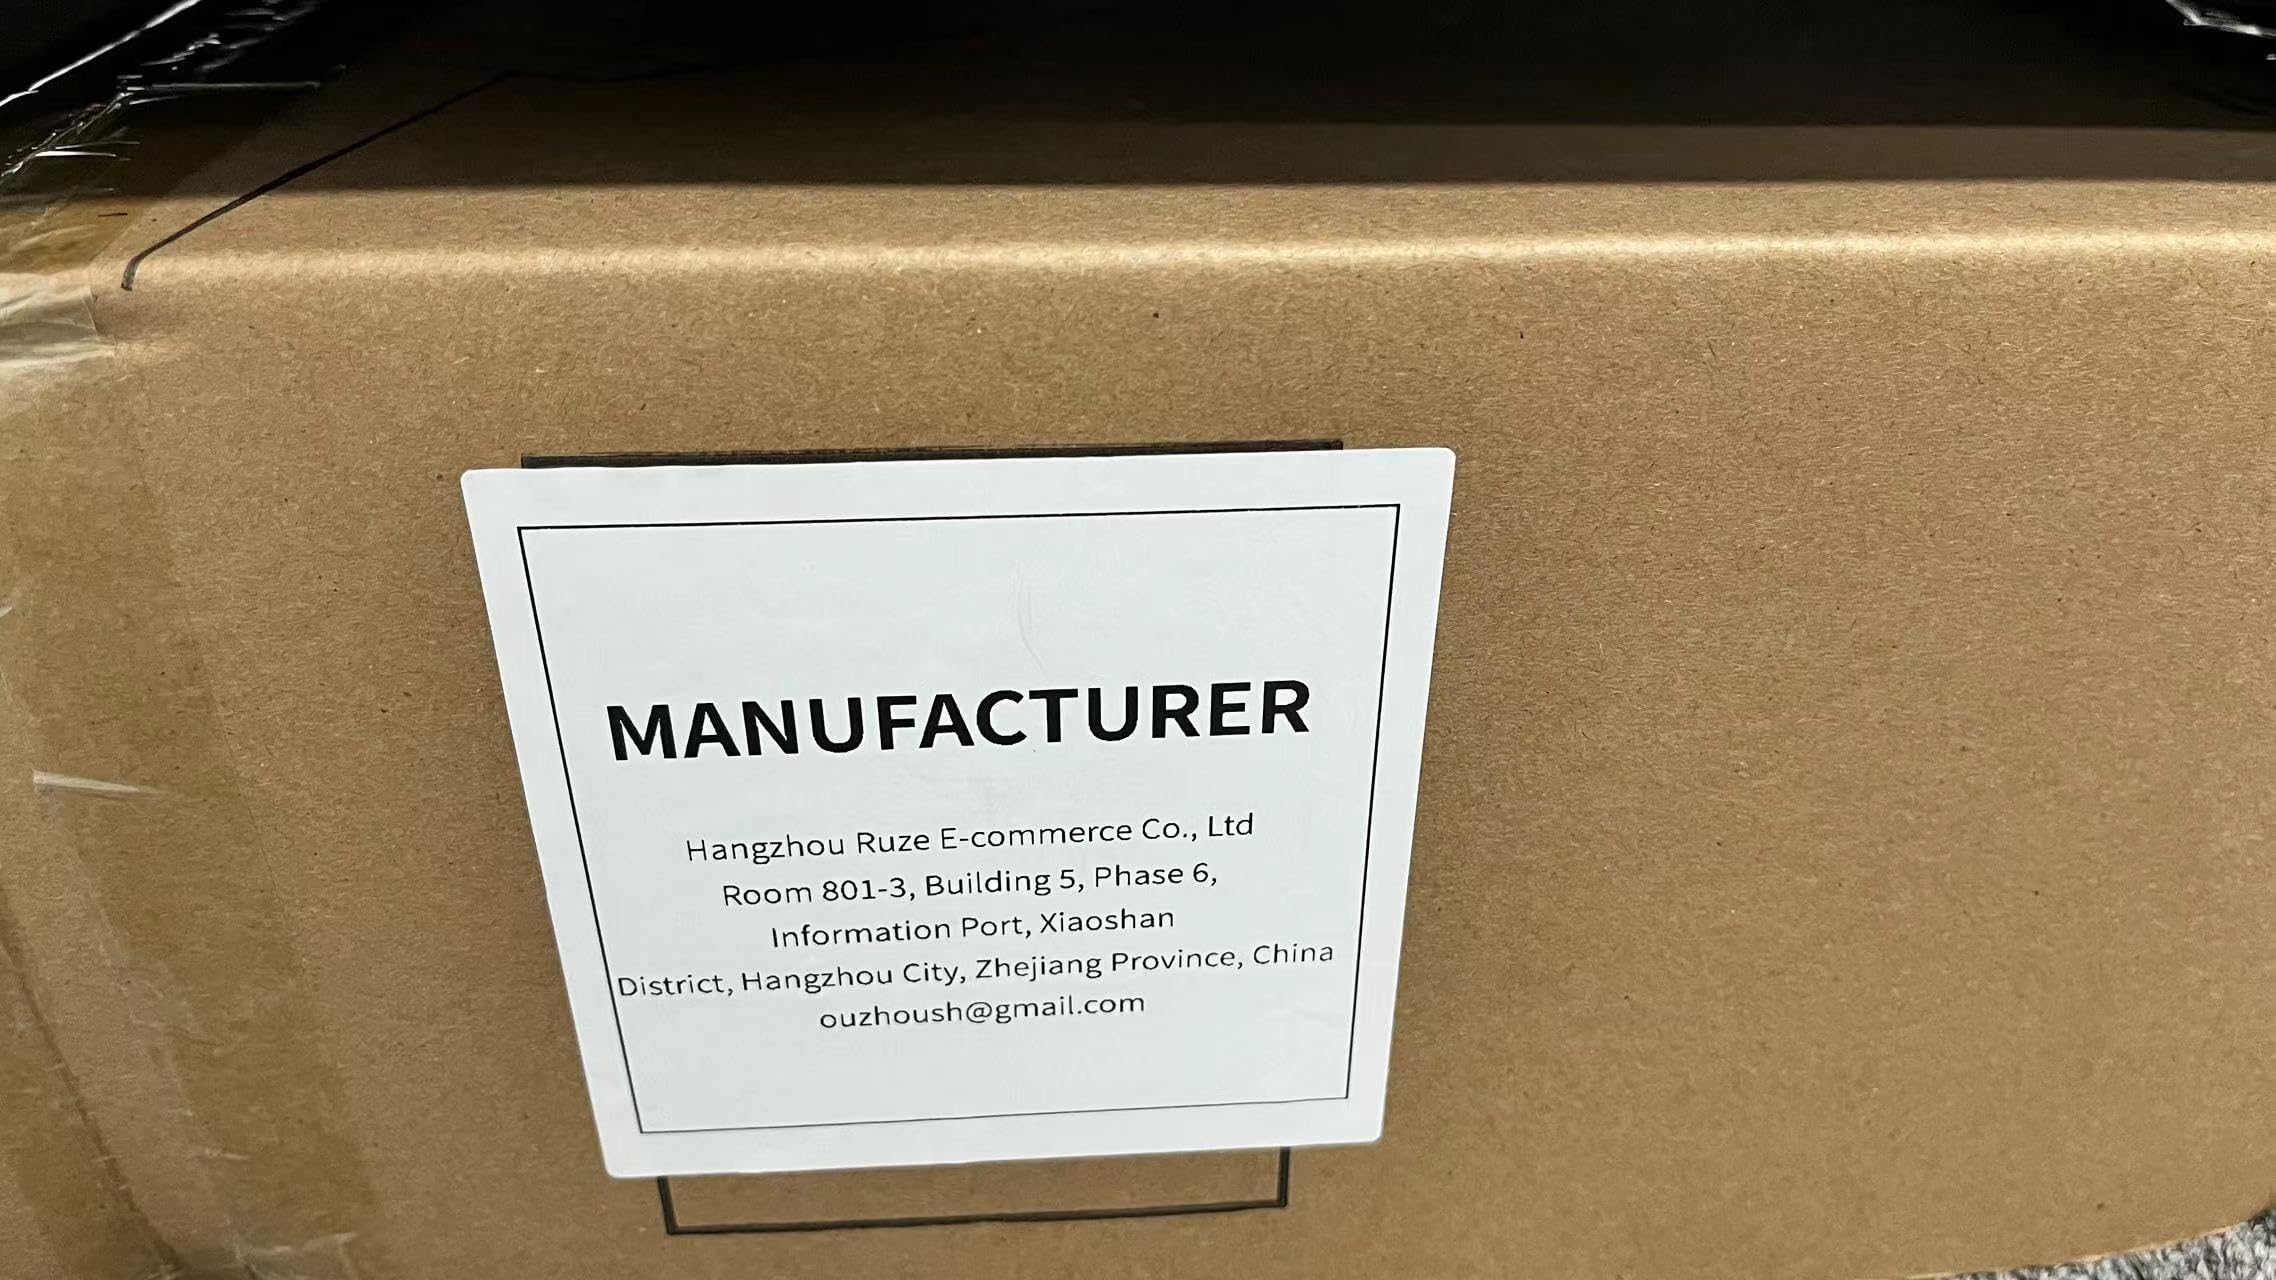 MANUFACTURER
Hangzhou Ruze E-commerce Co., Ltd
Room 801-3, Building 5, Phase 6,
Information Port, Xiaoshan
District, Hangzhou City, Zhejiang Province, China
ouzhoush@gmail.com